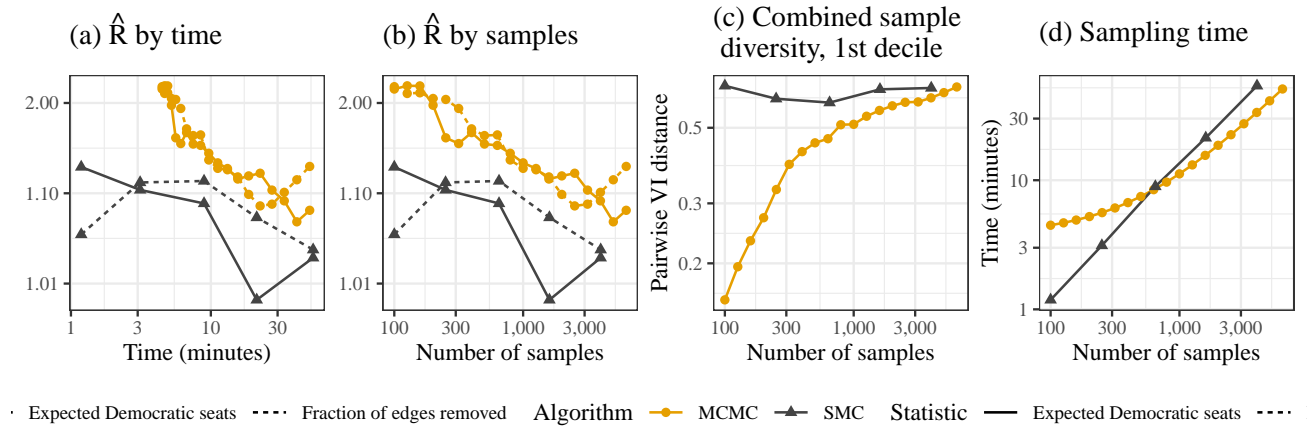 (a) R̂ by time
(b) R̂ by samples
(c) Combined sample
diversity, 1st decile
(d) Sampling time
2.00
1.10
1.01
1
3
10
30
Time (minutes)
2.00
1.10
1.01
100
300
1,000
3,000
Number of samples
Pairwise VI distance
0.5
0.3
0.2
100
300
1,000
3,000
Number of samples
Time (minutes)
30
10
3
1
100
300
1,000
3,000
Number of samples
Expected Democratic seats Fraction of edges removed Algorithm MCMC SMC Statistic Expected Democratic seats